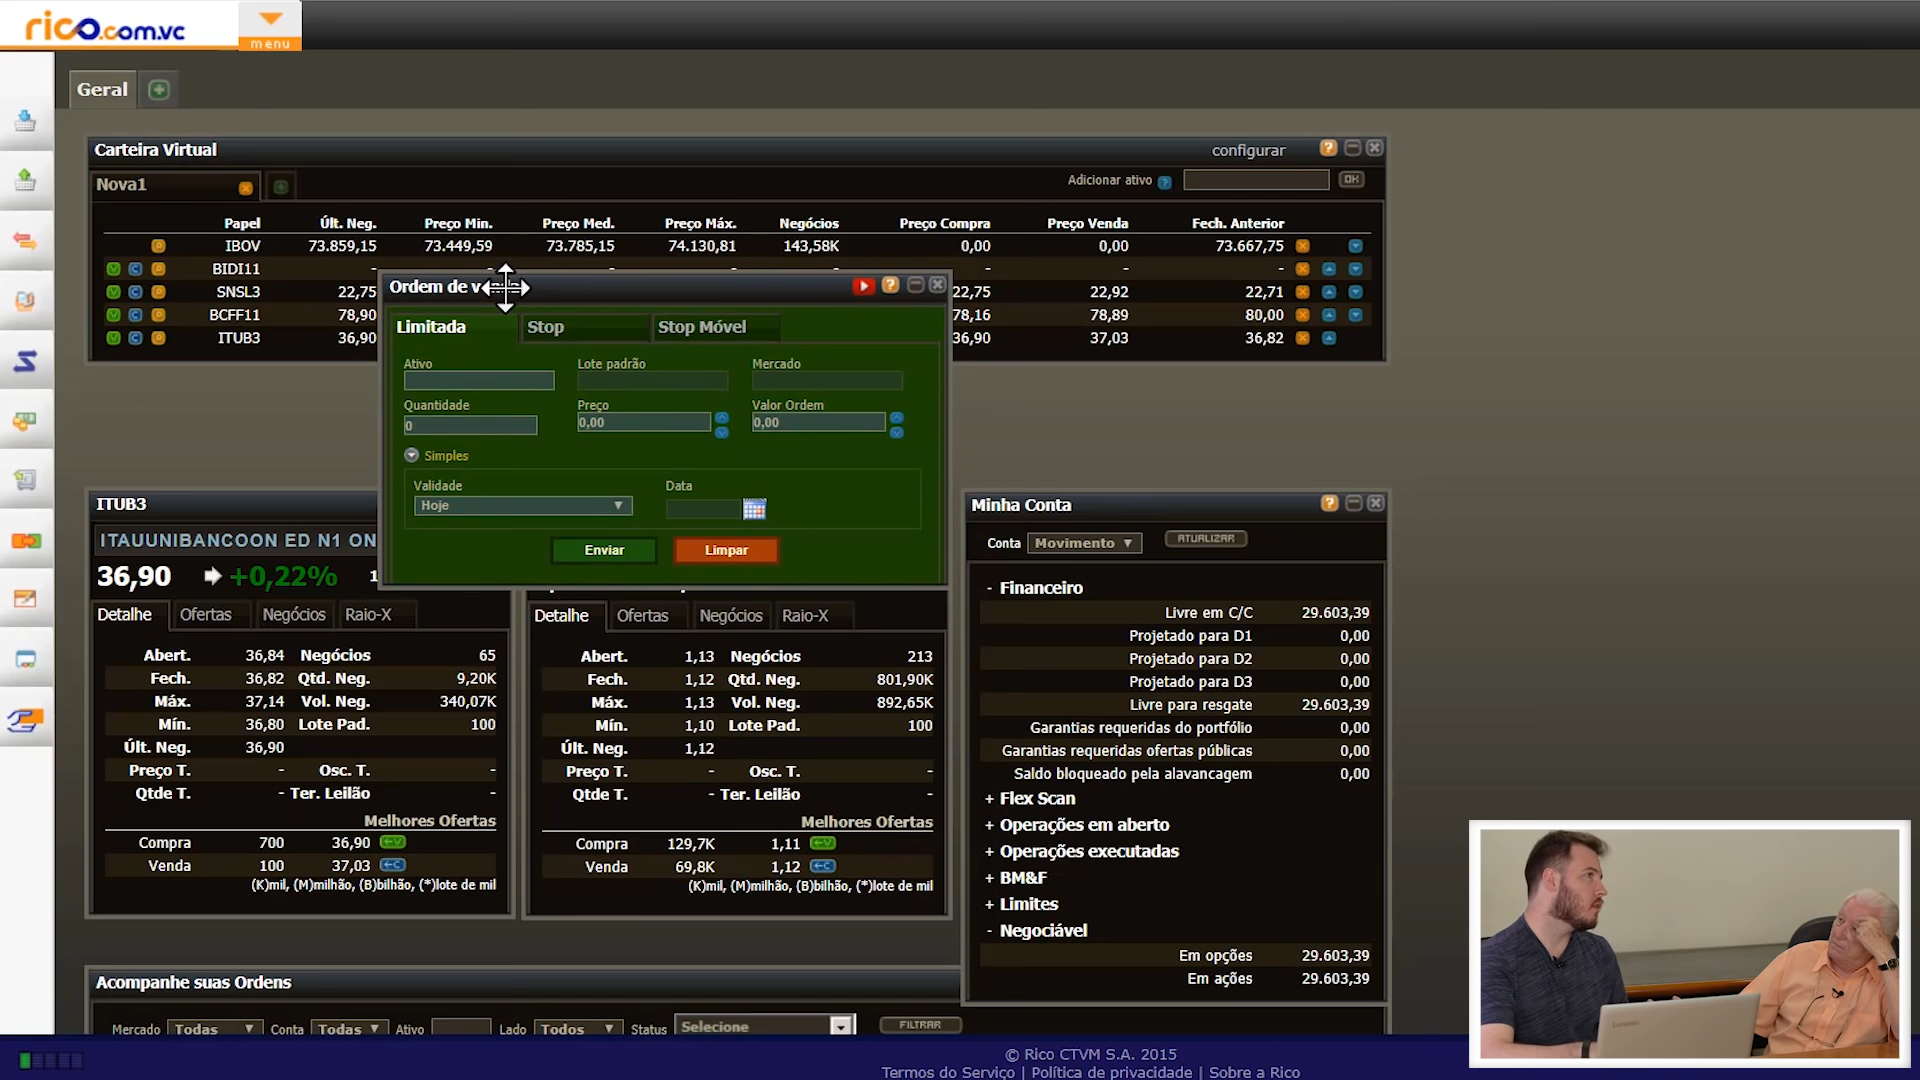 rico.com.vc
menu
Geral
Carteira Virtual
configurar
Nova1
Adicionar ativo
OK
Papel Últ. Neg. Preço Min. Preço Med. Preço Máx. Negócios Preço Compra Preço Venda Fech. Anterior
IBOV 73.859,15 73.449,59 73.785,15 74.130,81 143,58K 0,00 0,00 73.667,75
BIDI11 - - - - - - - -
SNSL3 22,75 22,75 22,92 22,71
BCFF11 78,90 78,16 78,89 80,00
ITUB3 36,90 36,90 37,03 36,82
Ordem de v
Limitada Stop Stop Móvel
Ativo Lote padrão Mercado
Quantidade Preço Valor Ordem
0 0,00 0,00
Simples
Validade Data
Hoje
Enviar Limpar
ITUB3
ITAUUNIBANCOON ED N1 ON
36,90 +0,22% 1
Detalhe Ofertas Negócios Raio-X
Abert. 36,84 Negócios 65
Fech. 36,82 Qtd. Neg. 9,20K
Máx. 37,14 Vol. Neg. 340,07K
Mín. 36,80 Lote Pad. 100
Últ. Neg. 36,90
Preço T. - Osc. T. -
Qtde T. - Ter. Leilão -
Melhores Ofertas
Compra 700 36,90 V
Venda 100 37,03 C
(K)mil, (M)milhão, (B)bilhão, (*)lote de mil
Detalhe Ofertas Negócios Raio-X
Abert. 1,13 Negócios 213
Fech. 1,12 Qtd. Neg. 801,90K
Máx. 1,13 Vol. Neg. 892,65K
Mín. 1,10 Lote Pad. 100
Últ. Neg. 1,12
Preço T. - Osc. T. -
Qtde T. - Ter. Leilão -
Melhores Ofertas
Compra 129,7K 1,11 V
Venda 69,8K 1,12 C
(K)mil, (M)milhão, (B)bilhão, (*)lote de mil
Minha Conta
Conta Movimento ATUALIZAR
- Financeiro
Livre em C/C 29.603,39
Projetado para D1 0,00
Projetado para D2 0,00
Projetado para D3 0,00
Livre para resgate 29.603,39
Garantias requeridas do portfólio 0,00
Garantias requeridas ofertas públicas 0,00
Saldo bloqueado pela alavancagem 0,00
+ Flex Scan
+ Operações em aberto
+ Operações executadas
+ BM&F
+ Limites
- Negociável
Em opções 29.603,39
Em ações 29.603,39
Acompanhe suas Ordens
Mercado Todas Conta Todas Ativo Lado Todos Status Selecione FILTRAR
© Rico CTVM S.A. 2015
Termos do Serviço | Política de privacidade | Sobre a Rico